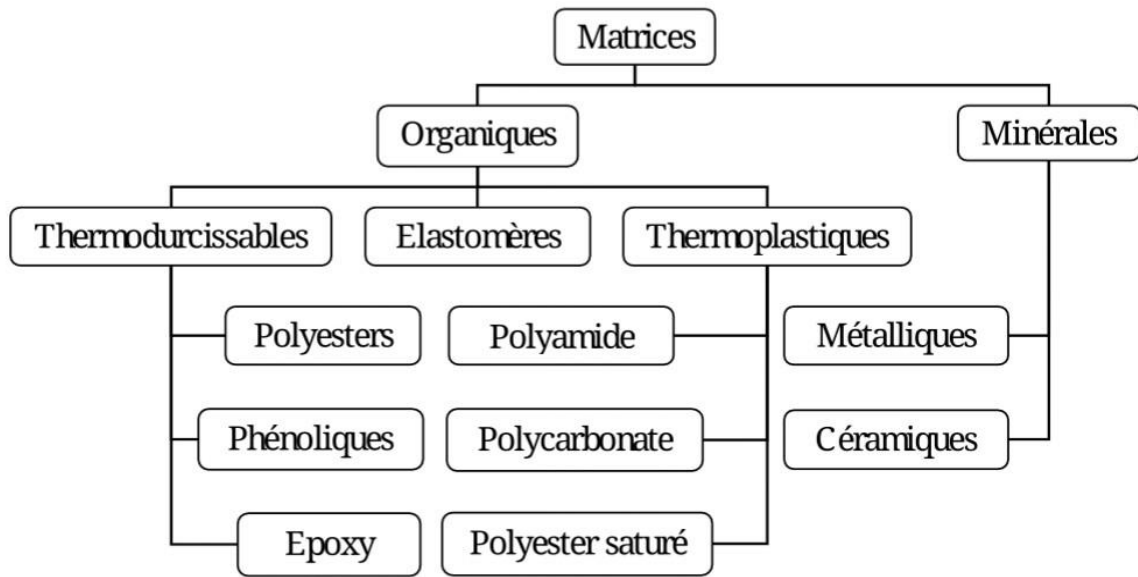 Matrices
Organiques
Minérales
Thermodurcissables
Elastomères
Thermoplastiques
Polyesters
Polyamide
Métalliques
Phénoliques
Polycarbonate
Céramiques
Epoxy
Polyester saturé